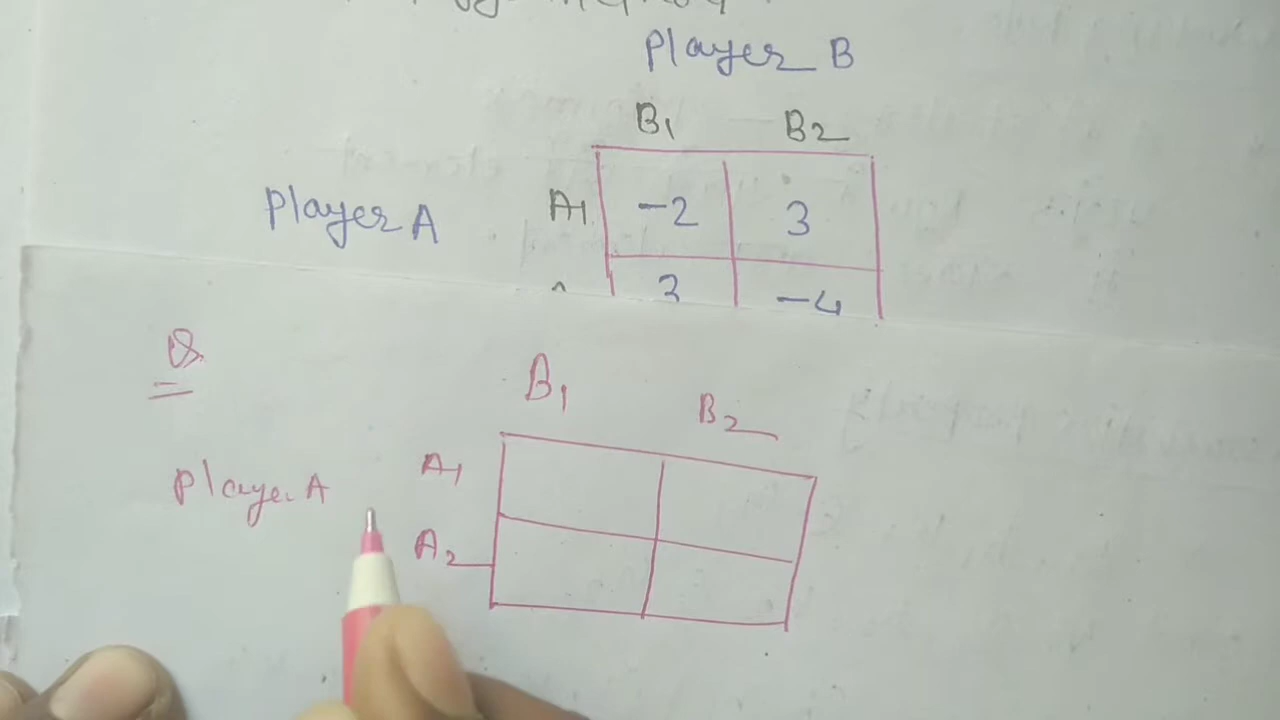 Player B
B1 B2
Player A A1 -2 3
3 -4
Q
B1 B2
Player A A1
A2